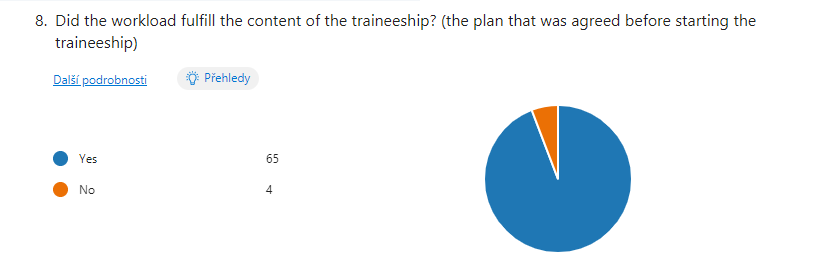 8. Did the workload fulfill the content of the traineeship? (the plan that was agreed before starting the
traineeship)
Další podrobnosti
Přehledy
Yes 65
No 4